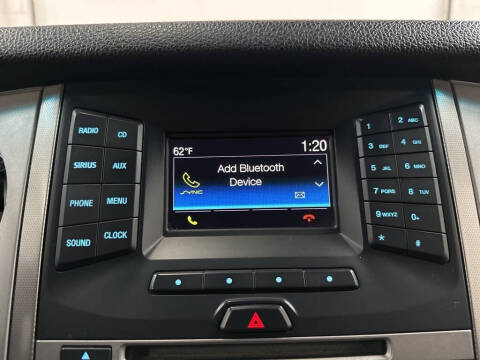 62°F 1:20
Add Bluetooth
Device
SYNC
RADIO CD
SIRIUS AUX
PHONE MENU
SOUND CLOCK
1 2 ABC
3 DEF 4 GHI
5 JKL 6 MNO
7 PQRS 8 TUV
9 WXYZ 0+
* #